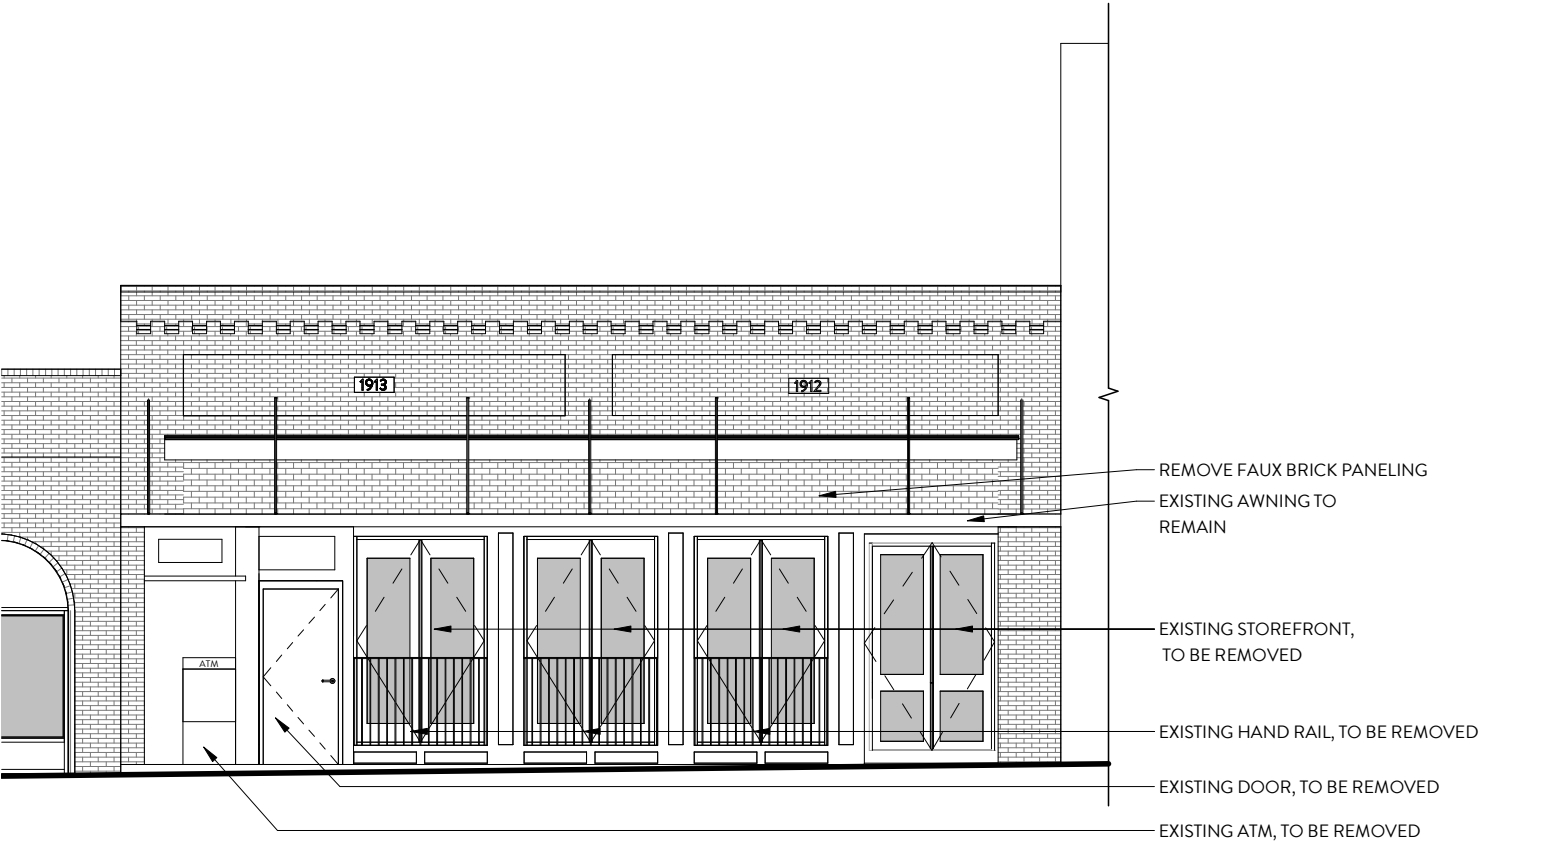 1913
1912
REMOVE FAUX BRICK PANELING
EXISTING AWNING TO
REMAIN
EXISTING STOREFRONT,
TO BE REMOVED
ATM
EXISTING HAND RAIL, TO BE REMOVED
EXISTING DOOR, TO BE REMOVED
EXISTING ATM, TO BE REMOVED